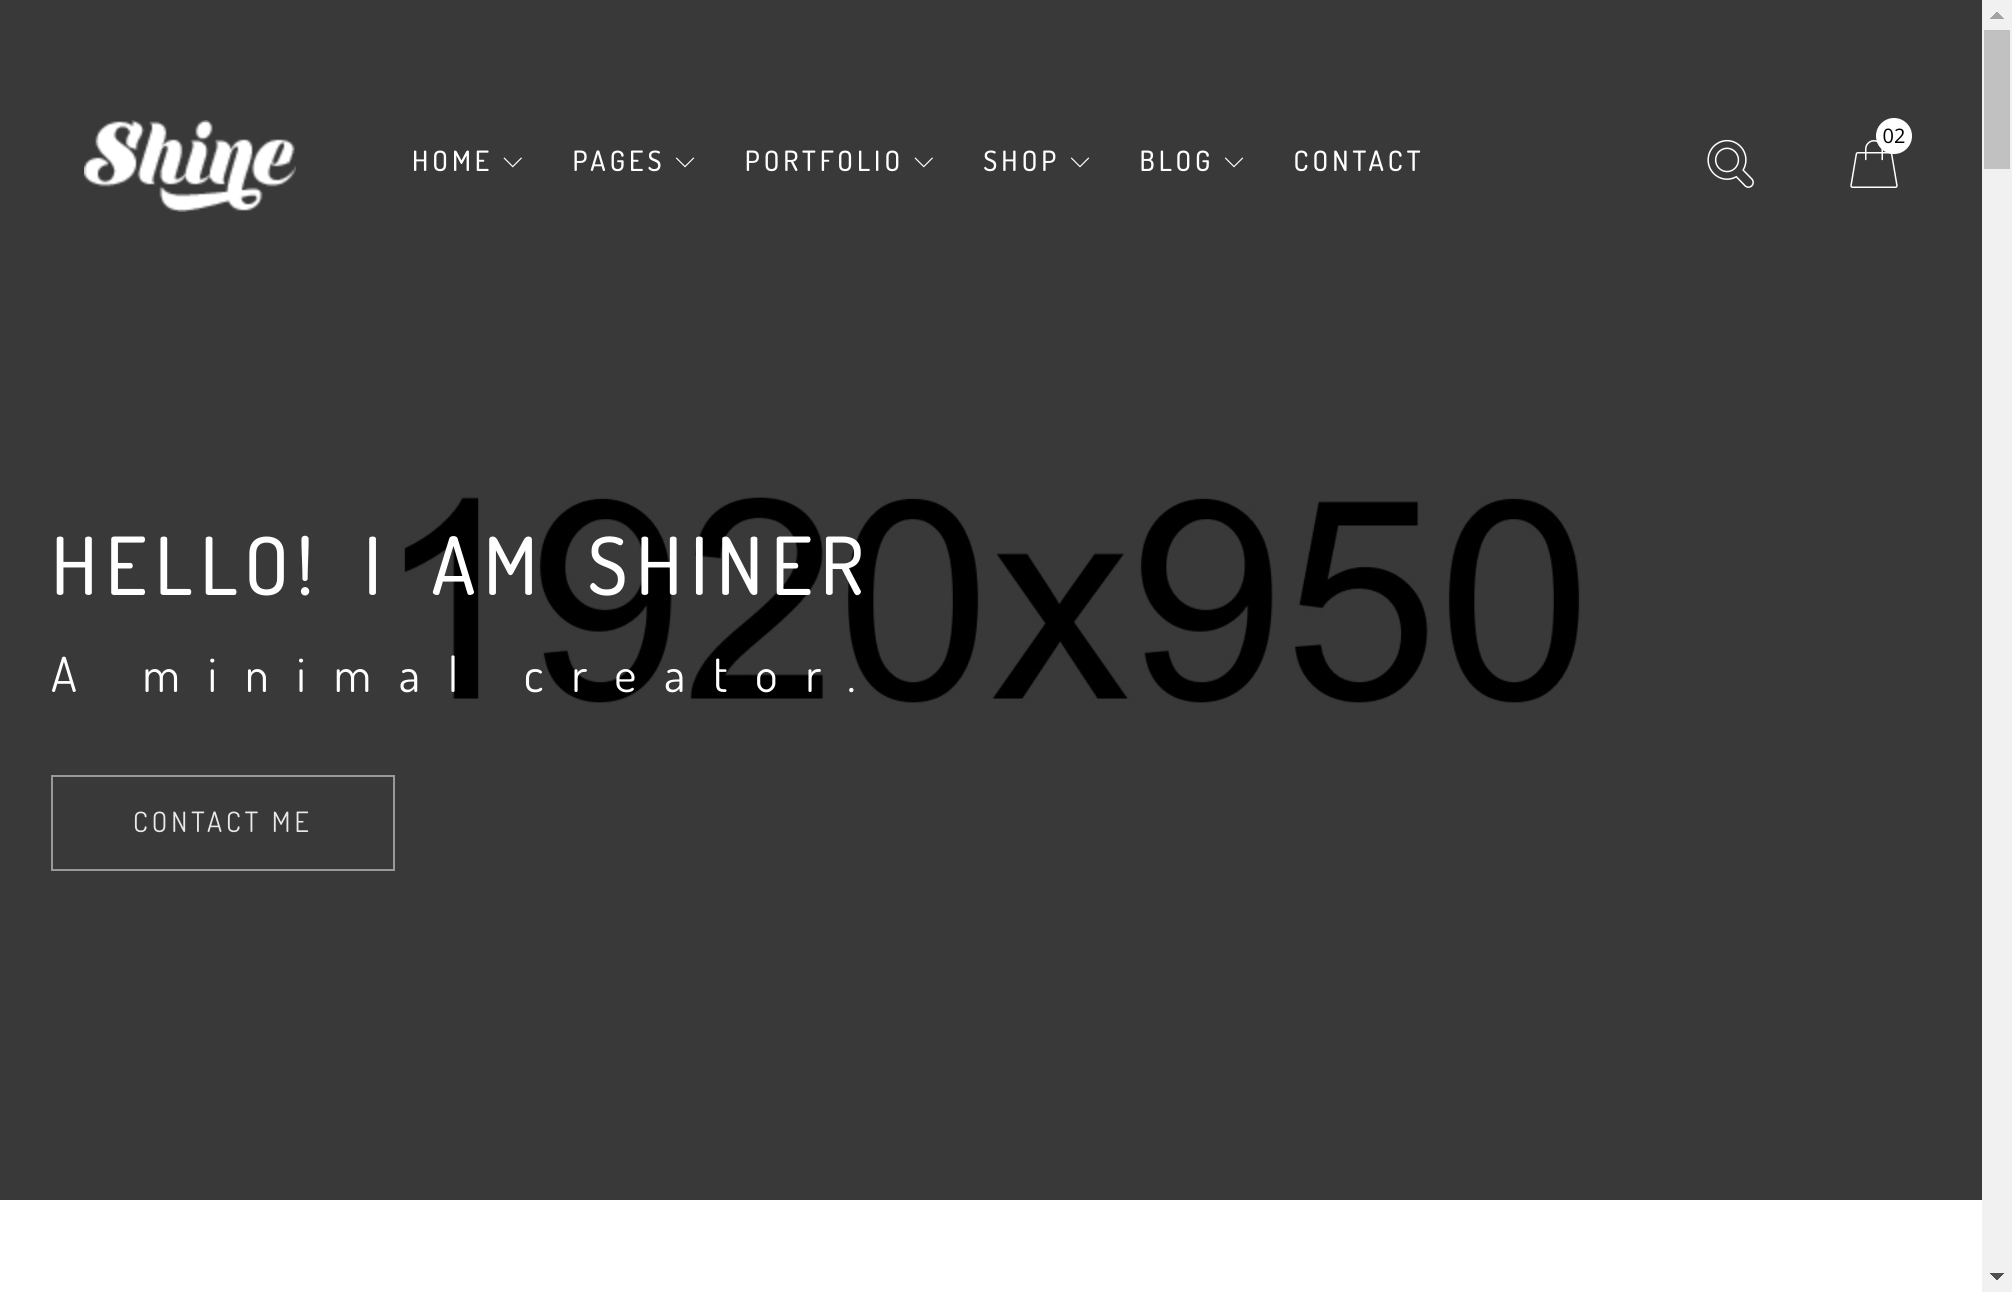 Shine
HOME PAGES PORTFOLIO SHOP BLOG CONTACT
02
1920x950
HELLO! I AM SHINER
A minimal creator.
CONTACT ME